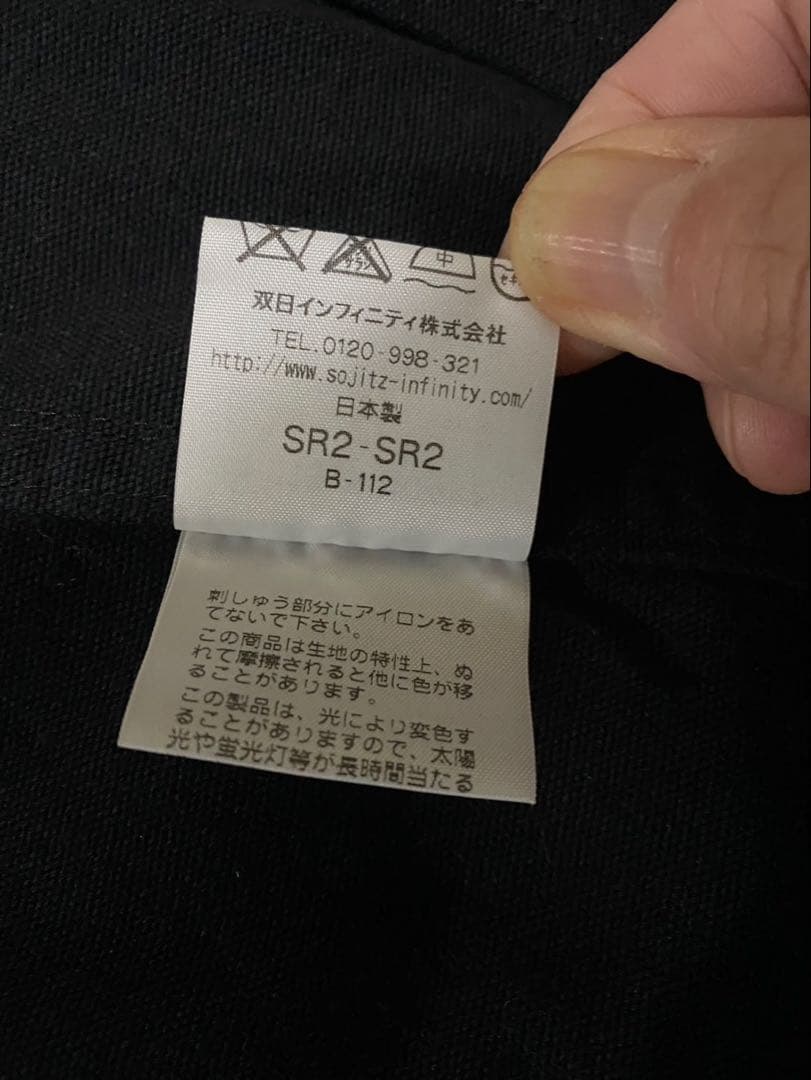 中
双日インフィニティ株式会社
TEL.0120-998-321
http://www.sojitz-infinity.com/
日本製
SR2-SR2
B-112
刺しゅう部分にアイロンをあ
てないで下さい。
この商品は生地の特性上、ぬ
れて摩擦されると他に色が移
ることがあります。
この製品は、光により変色す
ることがありますので、太陽
光や蛍光灯等が長時間当たる